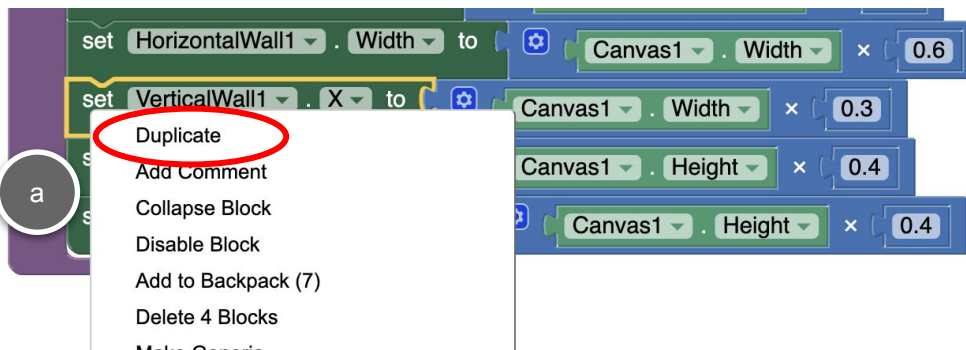 set HorizontalWall1 . Width to Canvas1 . Width × 0.6
set VerticalWall1 . X to Canvas1 . Width × 0.3
Duplicate
Canvas1 . Height × 0.4
Add Comment
a
Collapse Block
Canvas1 . Height × 0.4
Disable Block
Add to Backpack (7)
Delete 4 Blocks